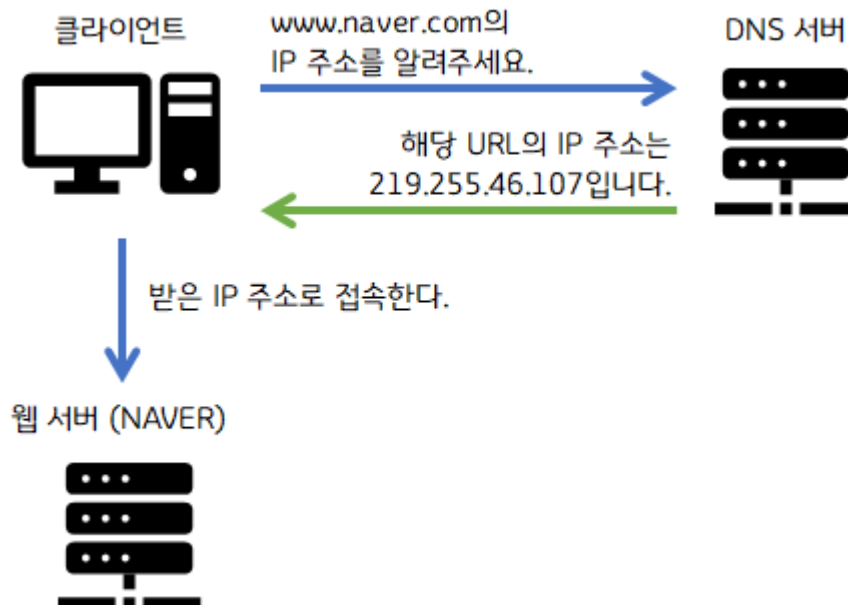 클라이언트
www.naver.com의
IP 주소를 알려주세요.
DNS 서버
해당 URL의 IP 주소는
219.255.46.107입니다.
받은 IP 주소로 접속한다.
웹 서버 (NAVER)